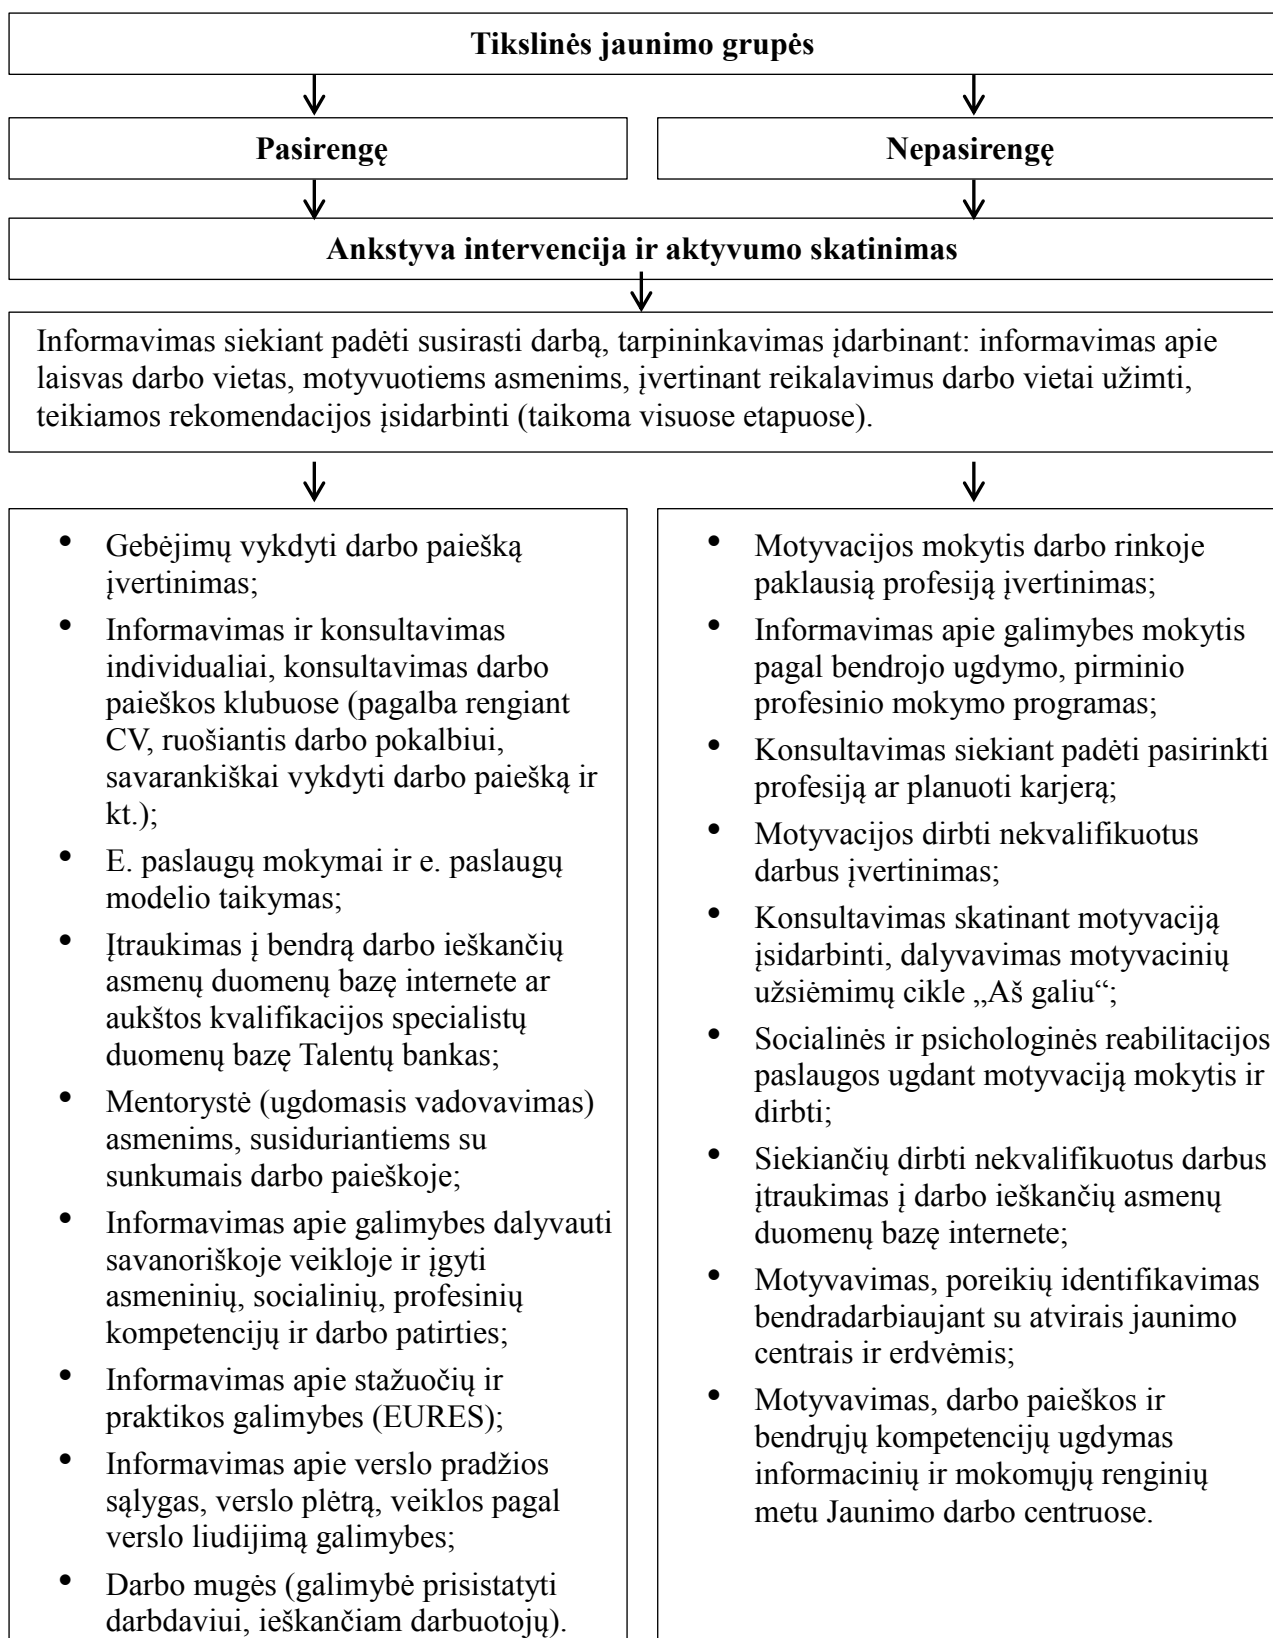 Tikslinės jaunimo grupės
Pasirengę
Nepasirengę
Ankstyva intervencija ir aktyvumo skatinimas
Informavimas siekiant padėti susirasti darbą, tarpininkavimas įdarbinant: informavimas apie
laisvas darbo vietas, motyvuotiems asmenims, įvertinant reikalavimus darbo vietai užimti,
teikiamos rekomendacijos įsidarbinti (taikoma visuose etapuose).
• Gebėjimų vykdyti darbo paiešką
įvertinimas;
• Informavimas ir konsultavimas
individualiai, konsultavimas darbo
paieškos klubuose (pagalba rengiant
CV, ruošiantis darbo pokalbiui,
savarankiškai vykdyti darbo paiešką ir
kt.);
• E. paslaugų mokymai ir e. paslaugų
modelio taikymas;
• Įtraukimas į bendrą darbo ieškančių
asmenų duomenų bazę internete ar
aukštos kvalifikacijos specialistų
duomenų bazę Talentų bankas;
• Mentorystė (ugdomasis vadovavimas)
asmenims, susiduriantiems su
sunkumais darbo paieškoje;
• Informavimas apie galimybes dalyvauti
savanoriškoje veikloje ir įgyti
asmeninių, socialinių, profesinių
kompetencijų ir darbo patirties;
• Informavimas apie stažuočių ir
praktikos galimybes (EURES);
• Informavimas apie verslo pradžios
sąlygas, verslo plėtrą, veiklos pagal
verslo liudijimą galimybes;
• Darbo mugės (galimybė prisistatyti
darbdaviui, ieškančiam darbuotojų).
• Motyvacijos mokytis darbo rinkoje
paklausią profesiją įvertinimas;
• Informavimas apie galimybes mokytis
pagal bendrojo ugdymo, pirminio
profesinio mokymo programas;
• Konsultavimas siekiant padėti pasirinkti
profesiją ar planuoti karjerą;
• Motyvacijos dirbti nekvalifikuotus
darbus įvertinimas;
• Konsultavimas skatinant motyvaciją
įsidarbinti, dalyvavimas motyvacinių
užsiėmimų cikle „Aš galiu“;
• Socialinės ir psichologinės reabilitacijos
paslaugos ugdant motyvaciją mokytis ir
dirbti;
• Siekiančių dirbti nekvalifikuotus darbus
įtraukimas į darbo ieškančių asmenų
duomenų bazę internete;
• Motyvavimas, poreikių identifikavimas
bendradarbiaujant su atvirais jaunimo
centrais ir erdvėmis;
• Motyvavimas, darbo paieškos ir
bendrųjų kompetencijų ugdymas
informacinių ir mokomųjų renginių
metu Jaunimo darbo centruose.